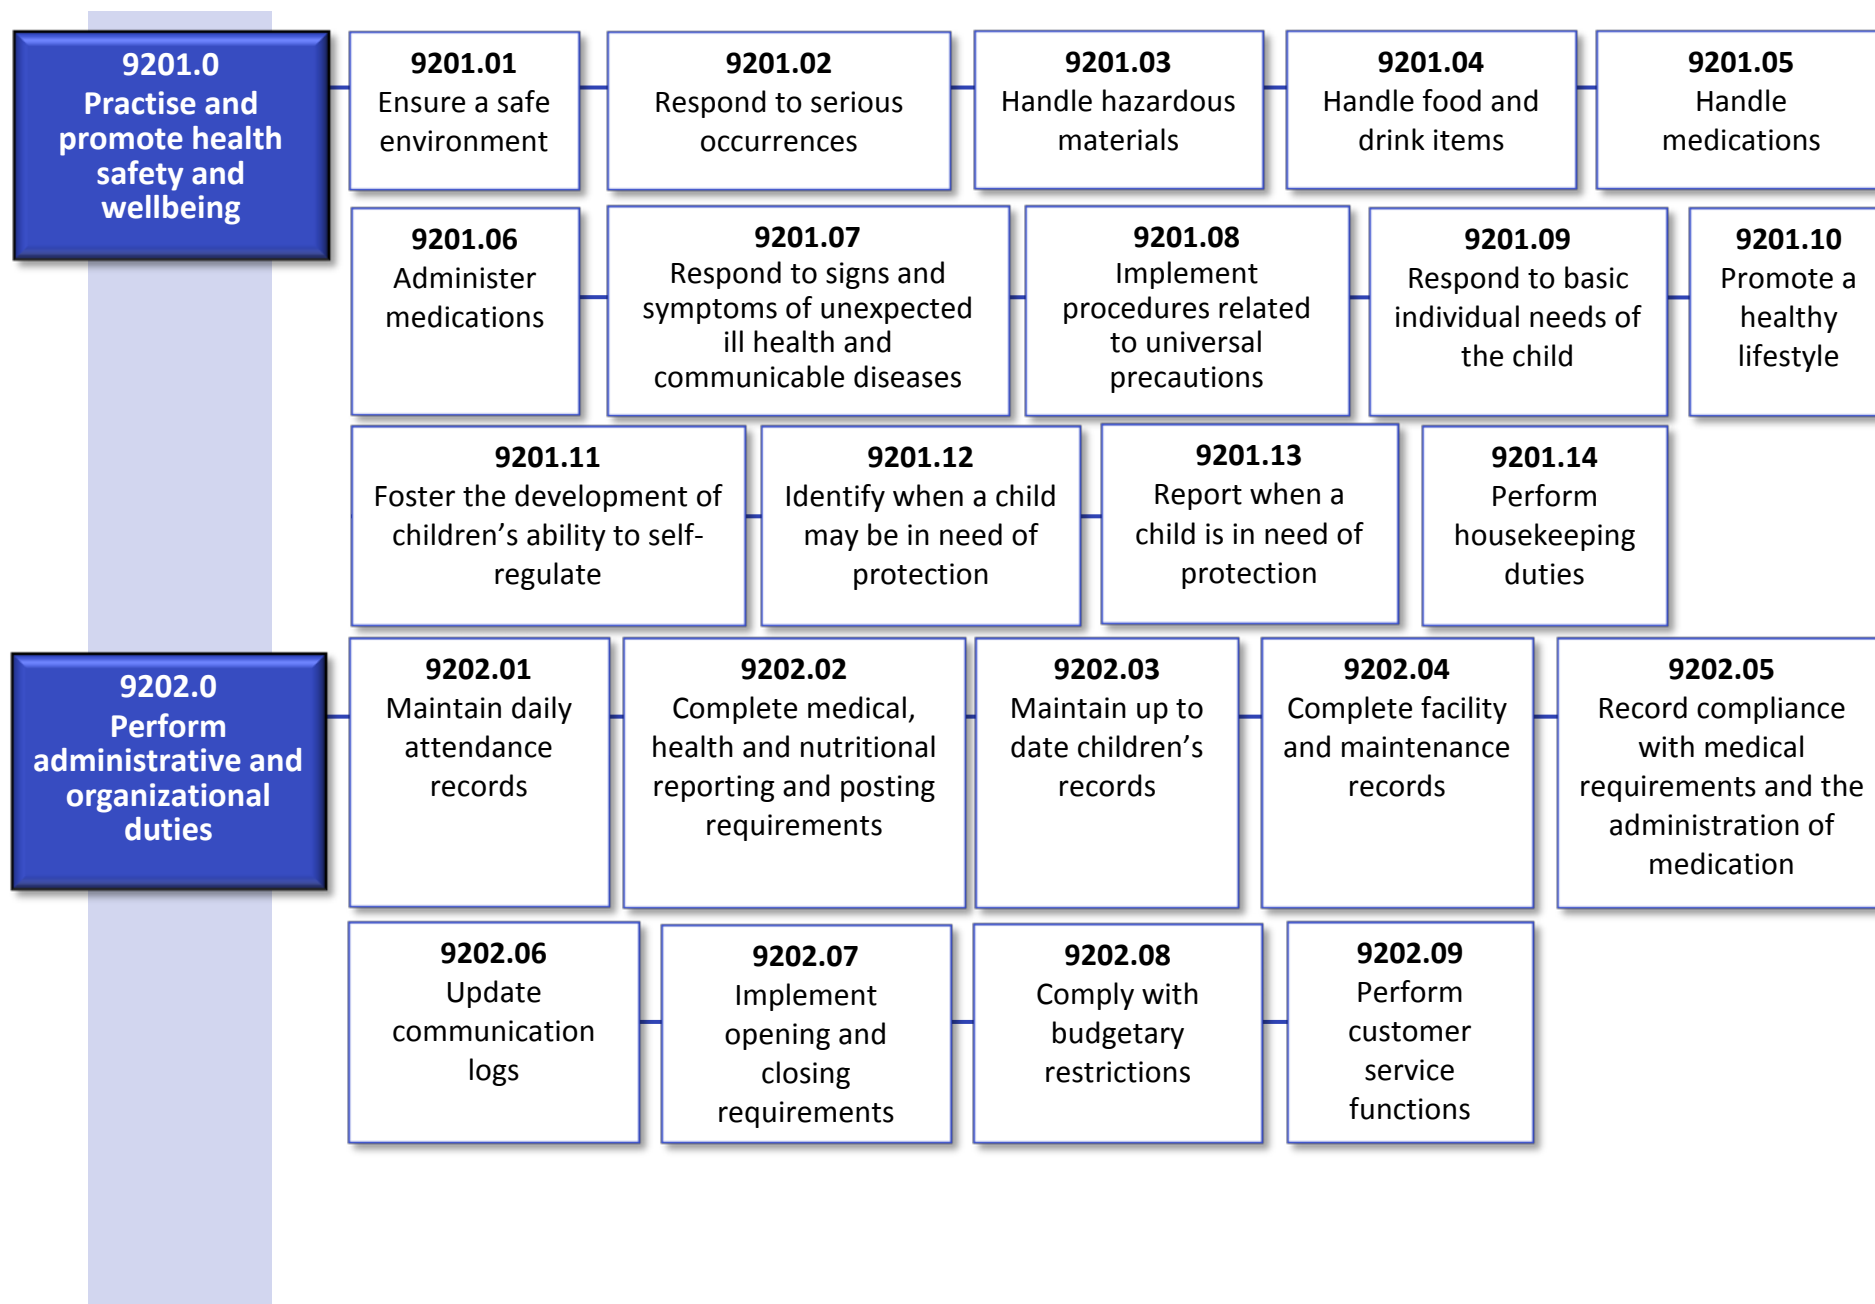 9201.0
Practise and
promote health
safety and
wellbeing
9201.01
Ensure a safe
environment
9201.02
Respond to serious
occurrences
9201.03
Handle hazardous
materials
9201.04
Handle food and
drink items
9201.05
Handle
medications
9201.06
Administer
medications
9201.07
Respond to signs and
symptoms of unexpected
ill health and
communicable diseases
9201.08
Implement
procedures related
to universal
precautions
9201.09
Respond to basic
individual needs of
the child
9201.10
Promote a
healthy
lifestyle
9201.11
Foster the development of
children’s ability to self-
regulate
9201.12
Identify when a child
may be in need of
protection
9201.13
Report when a
child is in need of
protection
9201.14
Perform
housekeeping
duties
9202.0
Perform
administrative and
organizational
duties
9202.01
Maintain daily
attendance
records
9202.02
Complete medical,
health and nutritional
reporting and posting
requirements
9202.03
Maintain up to
date children’s
records
9202.04
Complete facility
and maintenance
records
9202.05
Record compliance
with medical
requirements and the
administration of
medication
9202.06
Update
communication
logs
9202.07
Implement
opening and
closing
requirements
9202.08
Comply with
budgetary
restrictions
9202.09
Perform
customer
service
functions